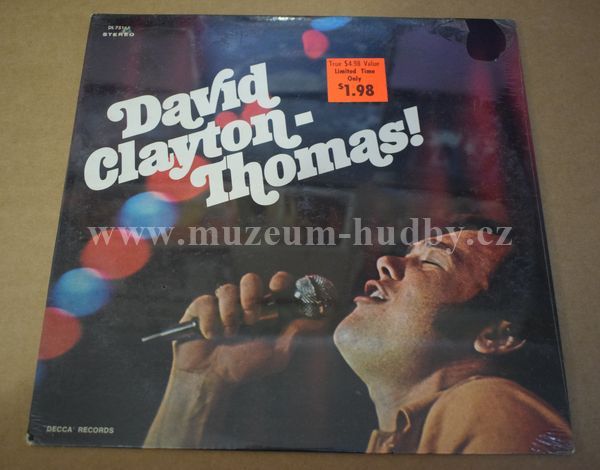 STEREO
David
Clayton-
Thomas!
True $4.98 Value
Limited Time
Only
$1.98
www.muzeum-hudby.cz
DECCA RECORDS